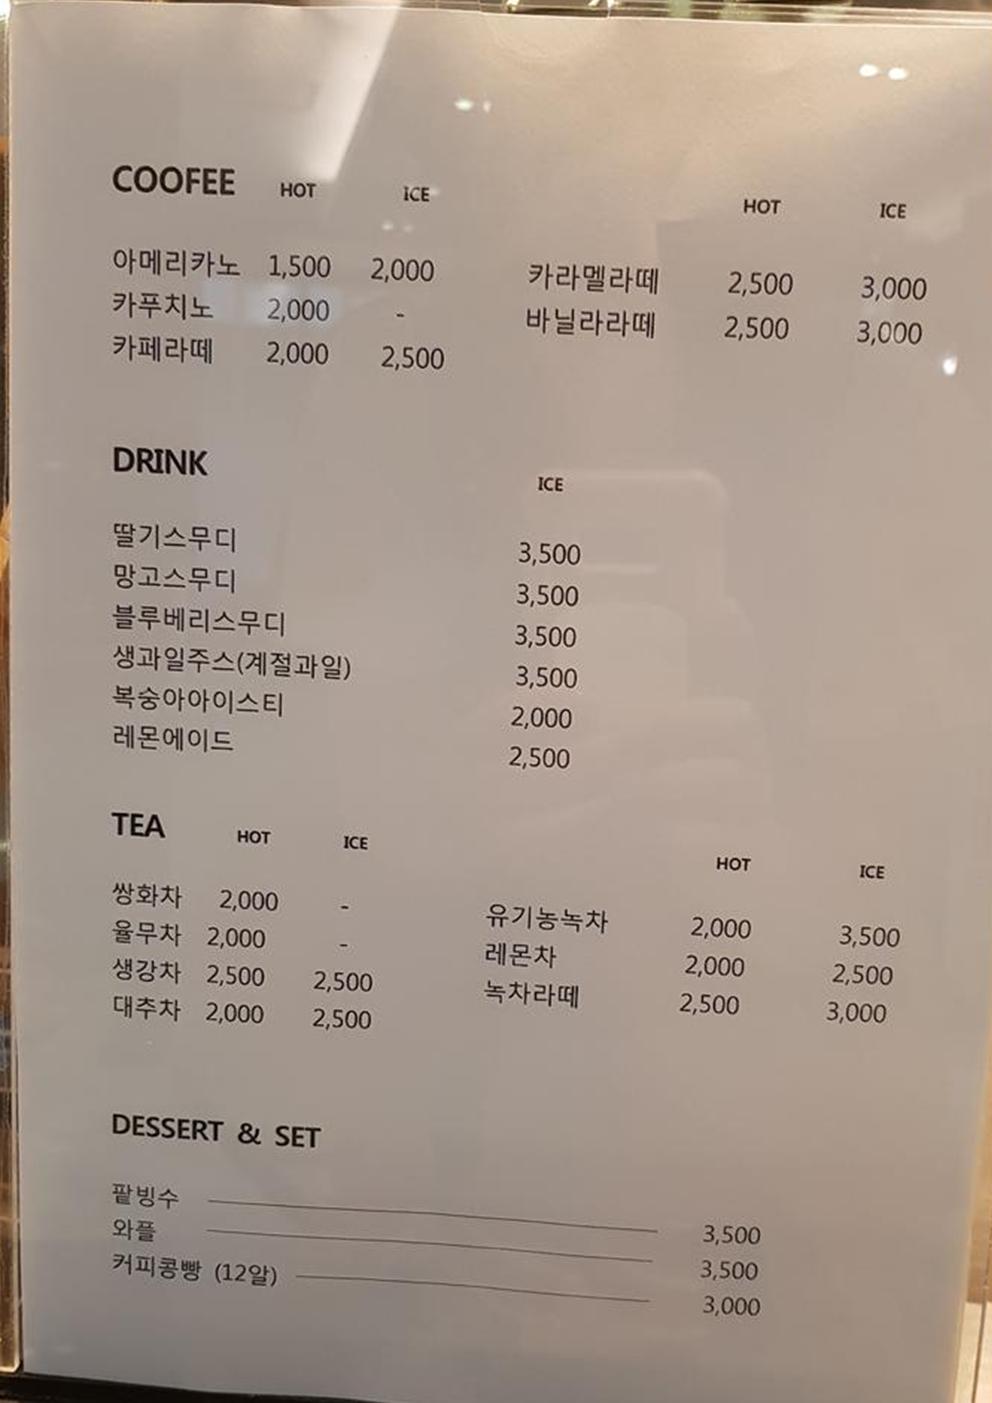 COOFEE HOT ICE HOT ICE
아메리카노 1,500 2,000 카라멜라떼 2,500 3,000
카푸치노 2,000 - 바닐라라떼 2,500 3,000
카페라떼 2,000 2,500
DRINK ICE
딸기스무디 3,500
망고스무디 3,500
블루베리스무디 3,500
생과일주스(계절과일) 3,500
복숭아아이스티 2,000
레몬에이드 2,500
TEA HOT ICE HOT ICE
쌍화차 2,000 - 유기농녹차 2,000 3,500
율무차 2,000 - 레몬차 2,000 2,500
생강차 2,500 2,500 녹차라떼 2,500 3,000
대추차 2,000 2,500
DESSERT & SET
팥빙수 3,500
와플 3,500
커피콩빵 (12알) 3,000